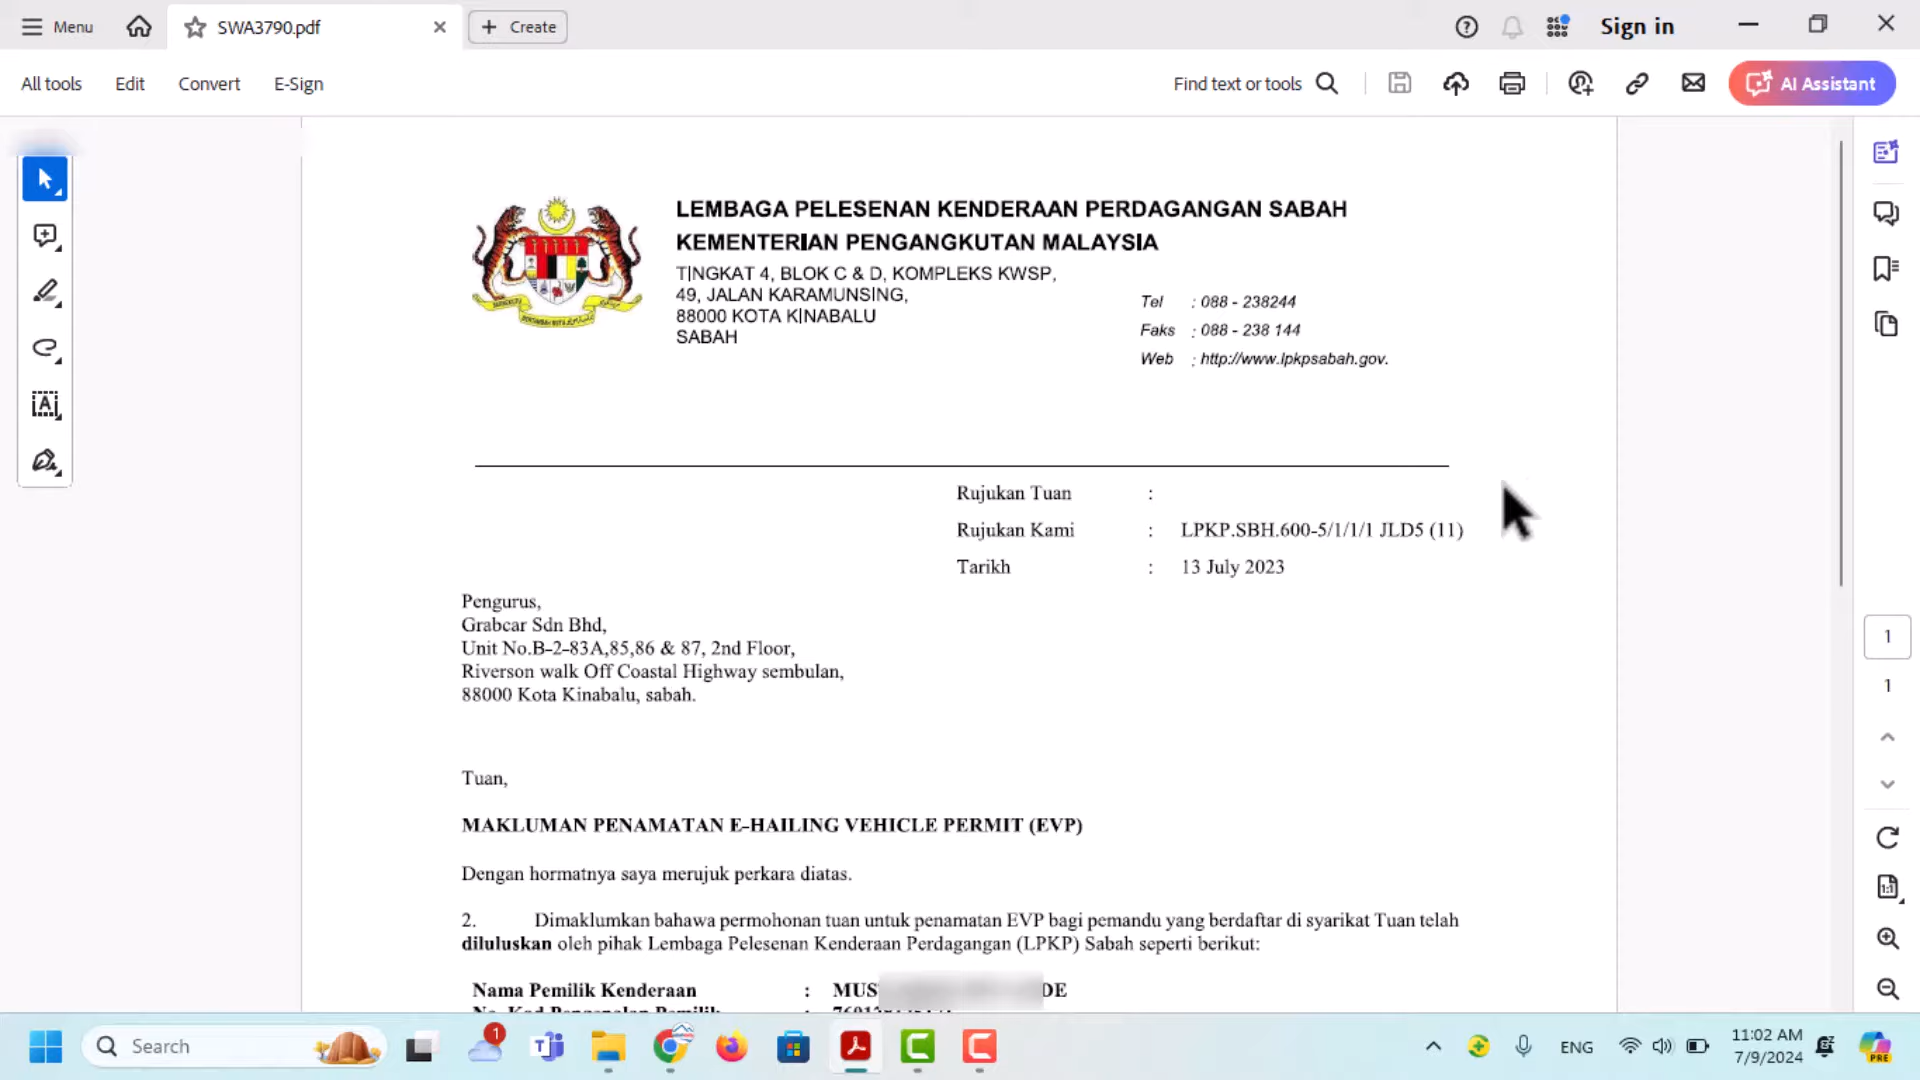 Menu
SWA3790.pdf
Create
Sign in
All tools
Edit
Convert
E-Sign
Find text or tools
AI Assistant
LEMBAGA PELESENAN KENDERAAN PERDAGANGAN SABAH
KEMENTERIAN PENGANGKUTAN MALAYSIA
TINGKAT 4, BLOK C & D, KOMPLEKS KWSP,
49, JALAN KARAMUNSING,
88000 KOTA KINABALU
SABAH
Tel : 088 - 238244
Faks : 088 - 238 144
Web : http://www.lpkpsabah.gov.
Rujukan Tuan :
Rujukan Kami : LPKP.SBH.600-5/1/1/1 JLD5 (11)
Tarikh : 13 July 2023
Pengurus,
Grabcar Sdn Bhd,
Unit No.B-2-83A,85,86 & 87, 2nd Floor,
Riverson walk Off Coastal Highway sembulan,
88000 Kota Kinabalu, sabah.
Tuan,
MAKLUMAN PENAMATAN E-HAILING VEHICLE PERMIT (EVP)
Dengan hormatnya saya merujuk perkara diatas.
2. Dimaklumkan bahawa permohonan tuan untuk penamatan EVP bagi pemandu yang berdaftar di syarikat Tuan telah
diluluskan oleh pihak Lembaga Pelesenan Kenderaan Perdagangan (LPKP) Sabah seperti berikut:
Nama Pemilik Kenderaan : MUS DE
1
1
Search
1
ENG
11:02 AM
7/9/2024
PRE